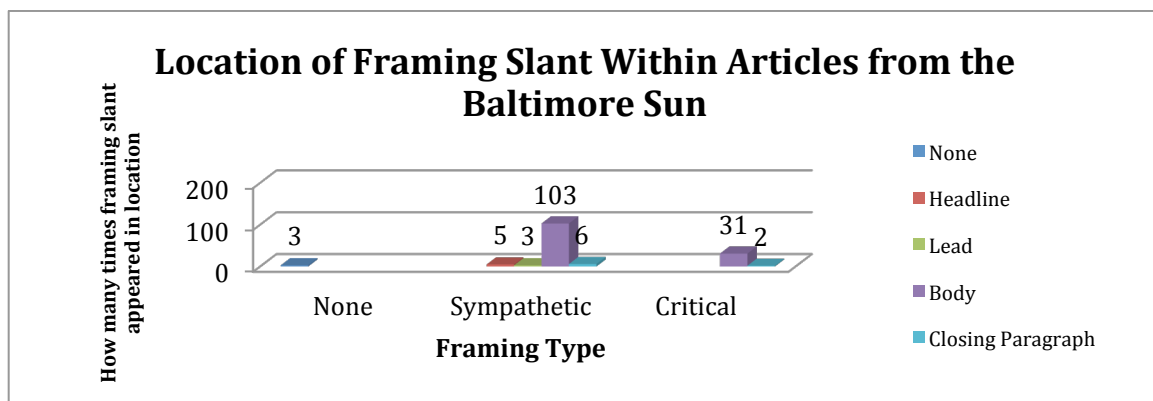 Location of Framing Slant Within Articles from the
Baltimore Sun
How many times framing slant
appeared in location
200
100
0
3
5
3
103
6
31
2
None
Sympathetic
Critical
Framing Type
None
Headline
Lead
Body
Closing Paragraph